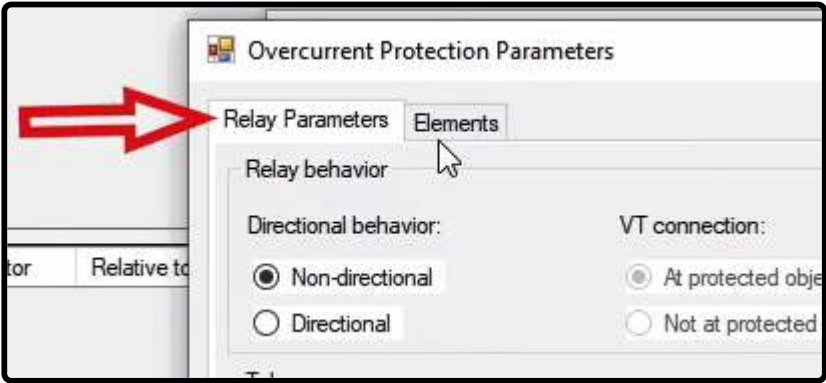 Overcurrent Protection Parameters
Relay Parameters Elements
Relay behavior
Directional behavior: VT connection:
tor Relative to Non-directional At protected obje
Directional Not at protected